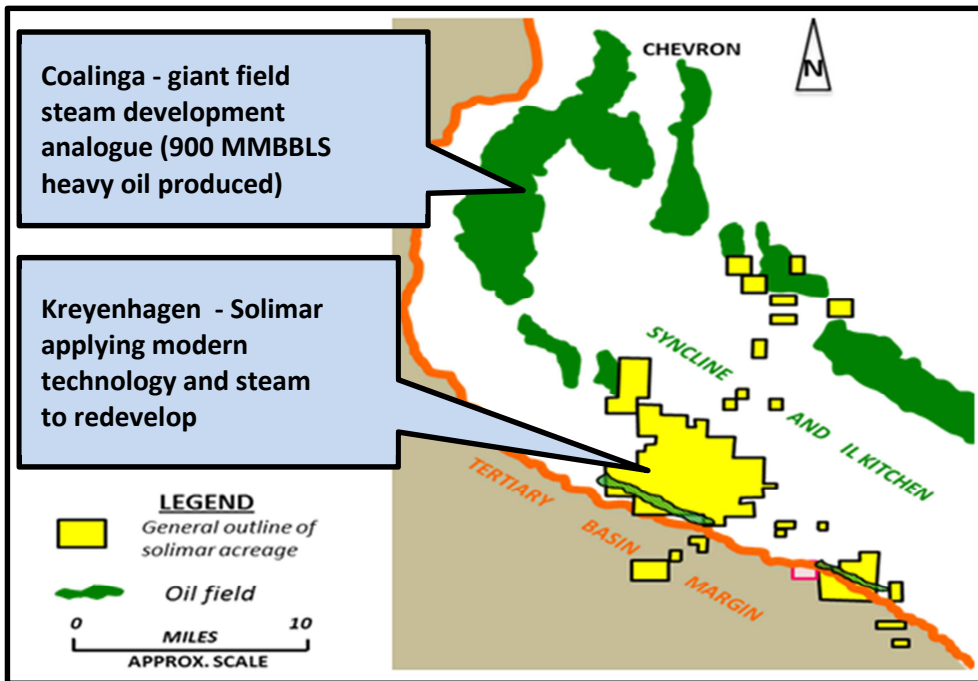 Coalinga - giant field
steam development
analogue (900 MMBBLS
heavy oil produced)
CHEVRON
N
Kreyenhagen - Solimar
applying modern
technology and steam
to redevelop
SYNCLINE AND IL KITCHEN
TERTIARY BASIN MARGIN
LEGEND
General outline of
solimar acreage
Oil field
0 10
MILES
APPROX. SCALE